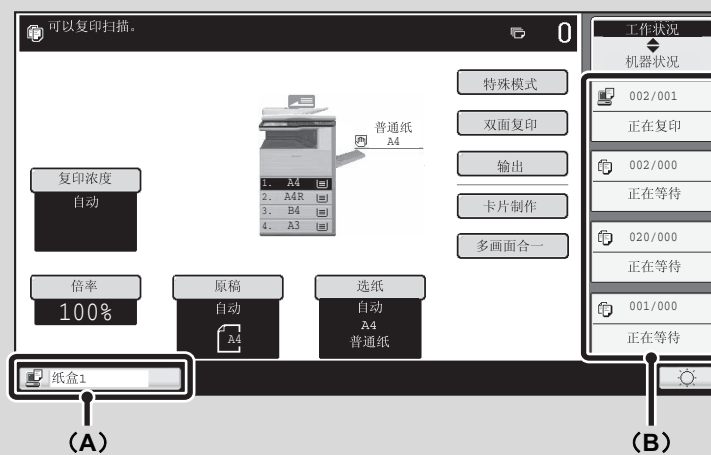 可以复印扫描。
0
工作状况
机器状况
特殊模式
双面复印
输出
卡片制作
多画面合一
普通纸
A4
1. A4
2. A4R
3. B4
4. A3
复印浓度
自动
倍率
100%
原稿
自动
A4
选纸
自动
A4
普通纸
002/001
正在复印
002/000
正在等待
020/000
正在等待
001/000
正在等待
纸盒1
(A)
(B)